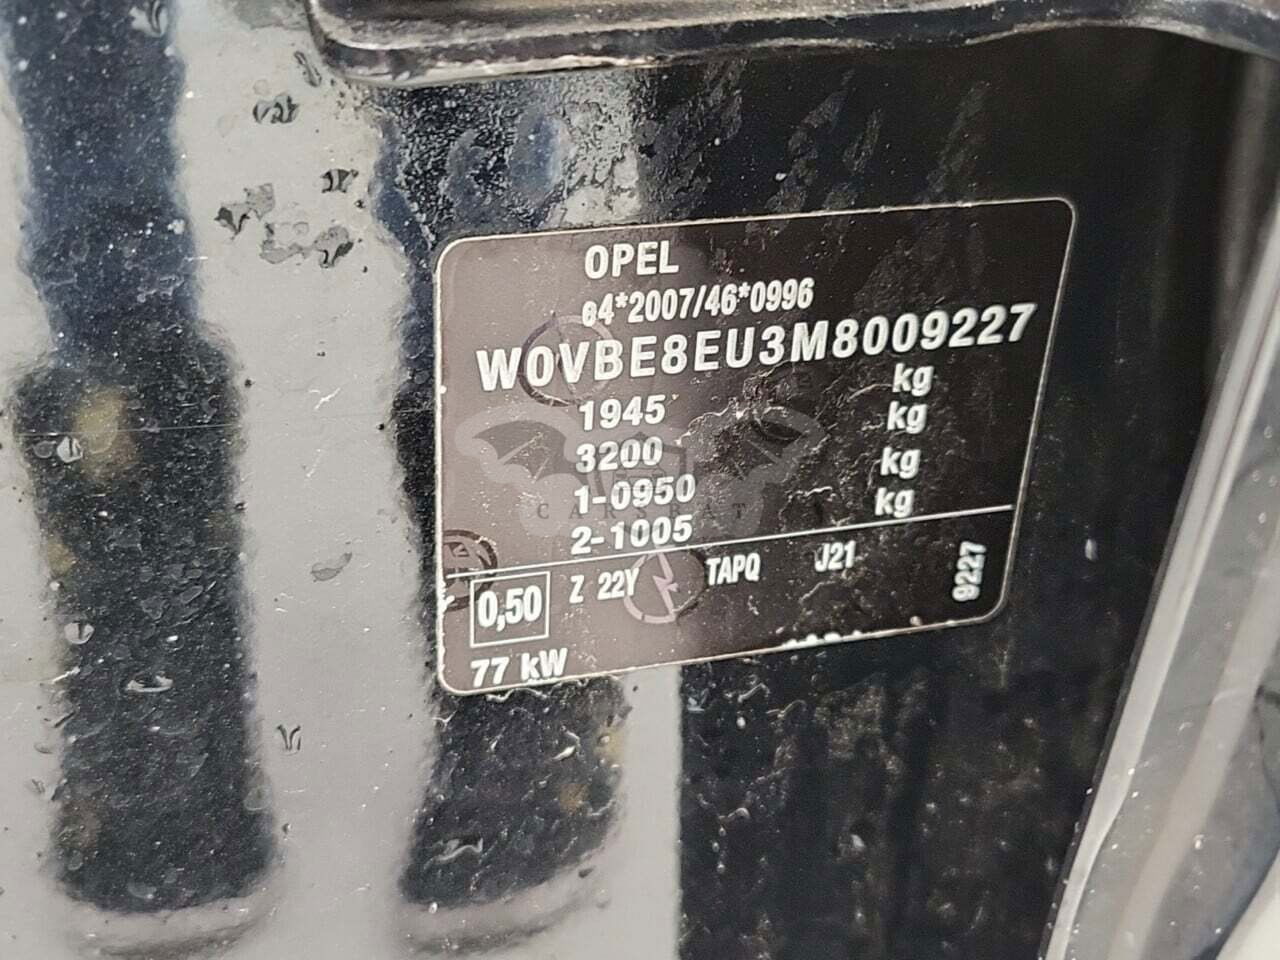 OPEL
e4*2007/46*0996
W0VBE8EU3M8009227
1945 kg
3200 kg
1-0950 kg
2-1005 kg
0,50 Z 22Y TAPQ J21 9227
77 kW
CARSRAT